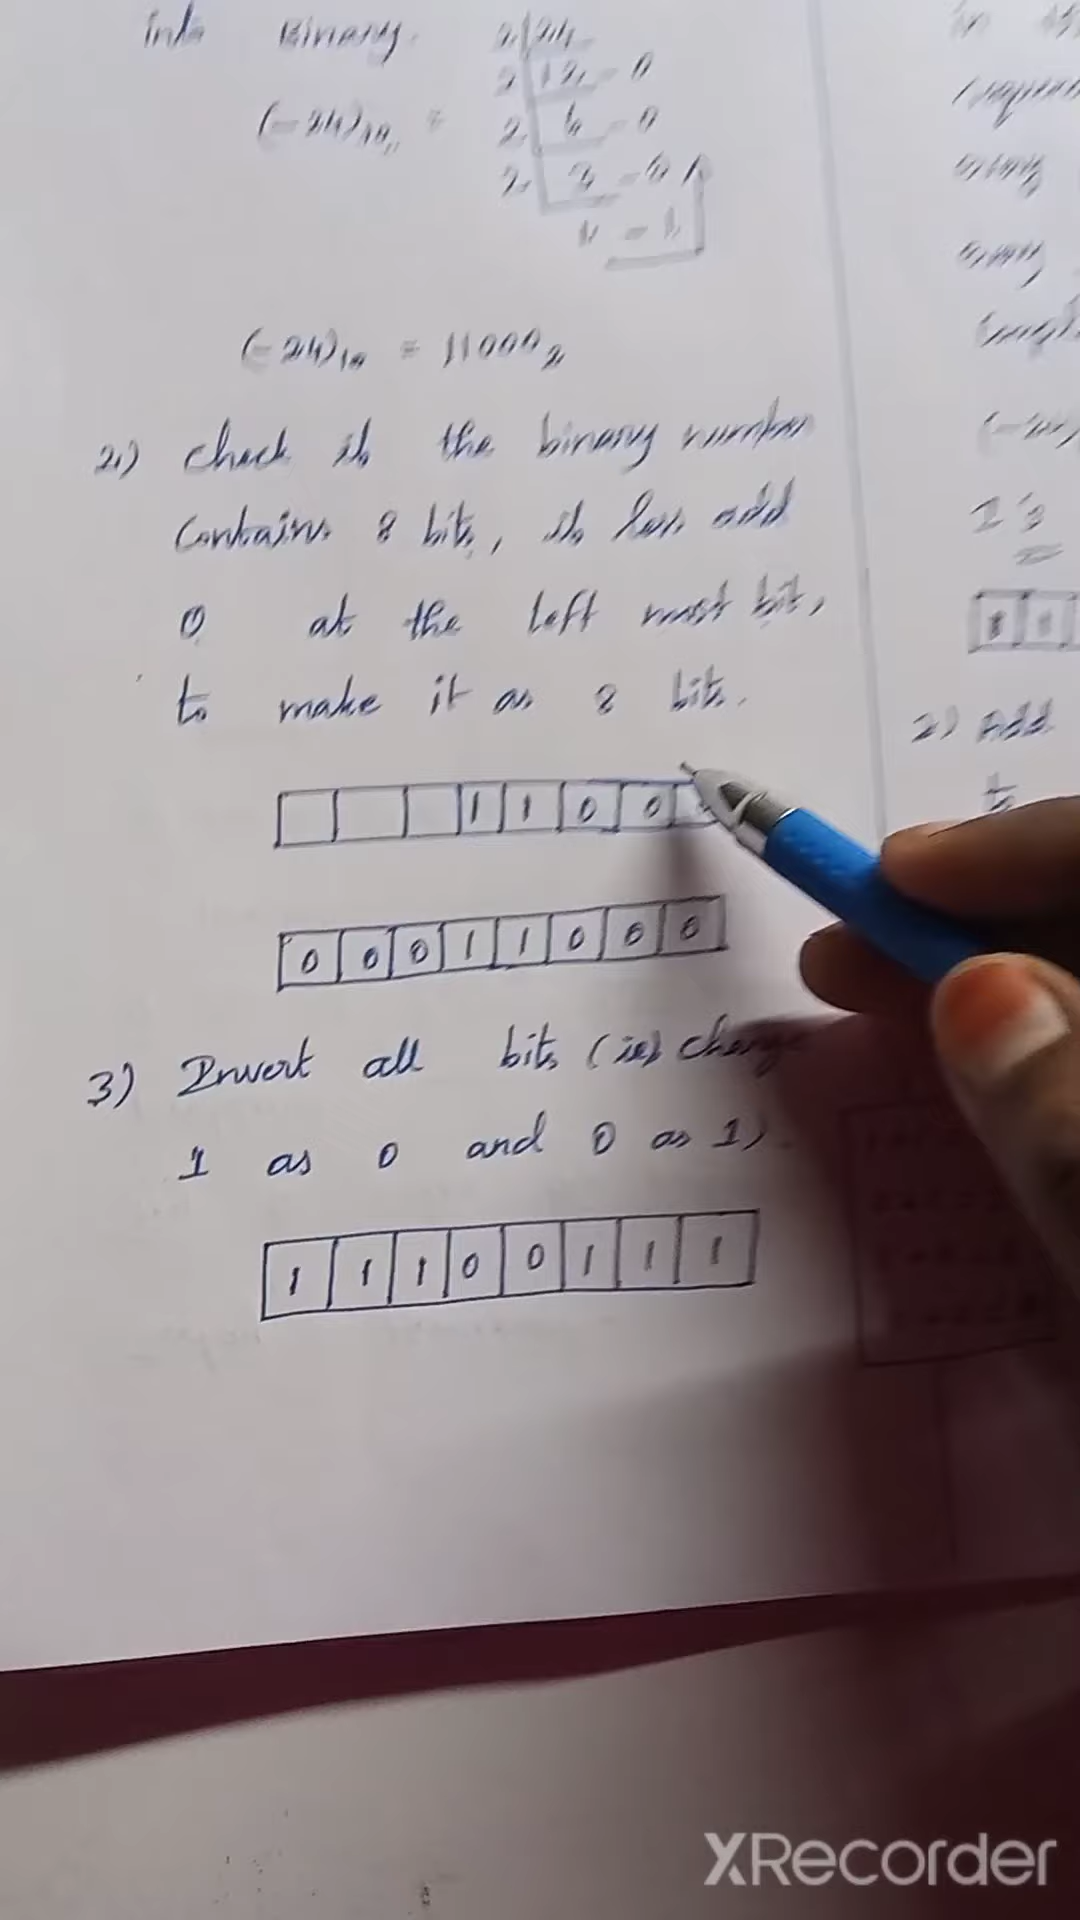 into Binary.
2 24
2 12 - 0
(-24)10 = 2 6 - 0
2 3 - 0
1 - 1
(-24)10 = 11000 2
2) check if the binary number
contains 8 bits, if less add
0 at the left most bit,
to make it as 8 bits.
1 1 0 0
0 0 0 1 1 0 0 0
3) Invert all bits (ie) change
1 as 0 and 0 as 1).
1 1 1 0 0 1 1 1
in
(-24)
1's
2) Add
to
XRecorder